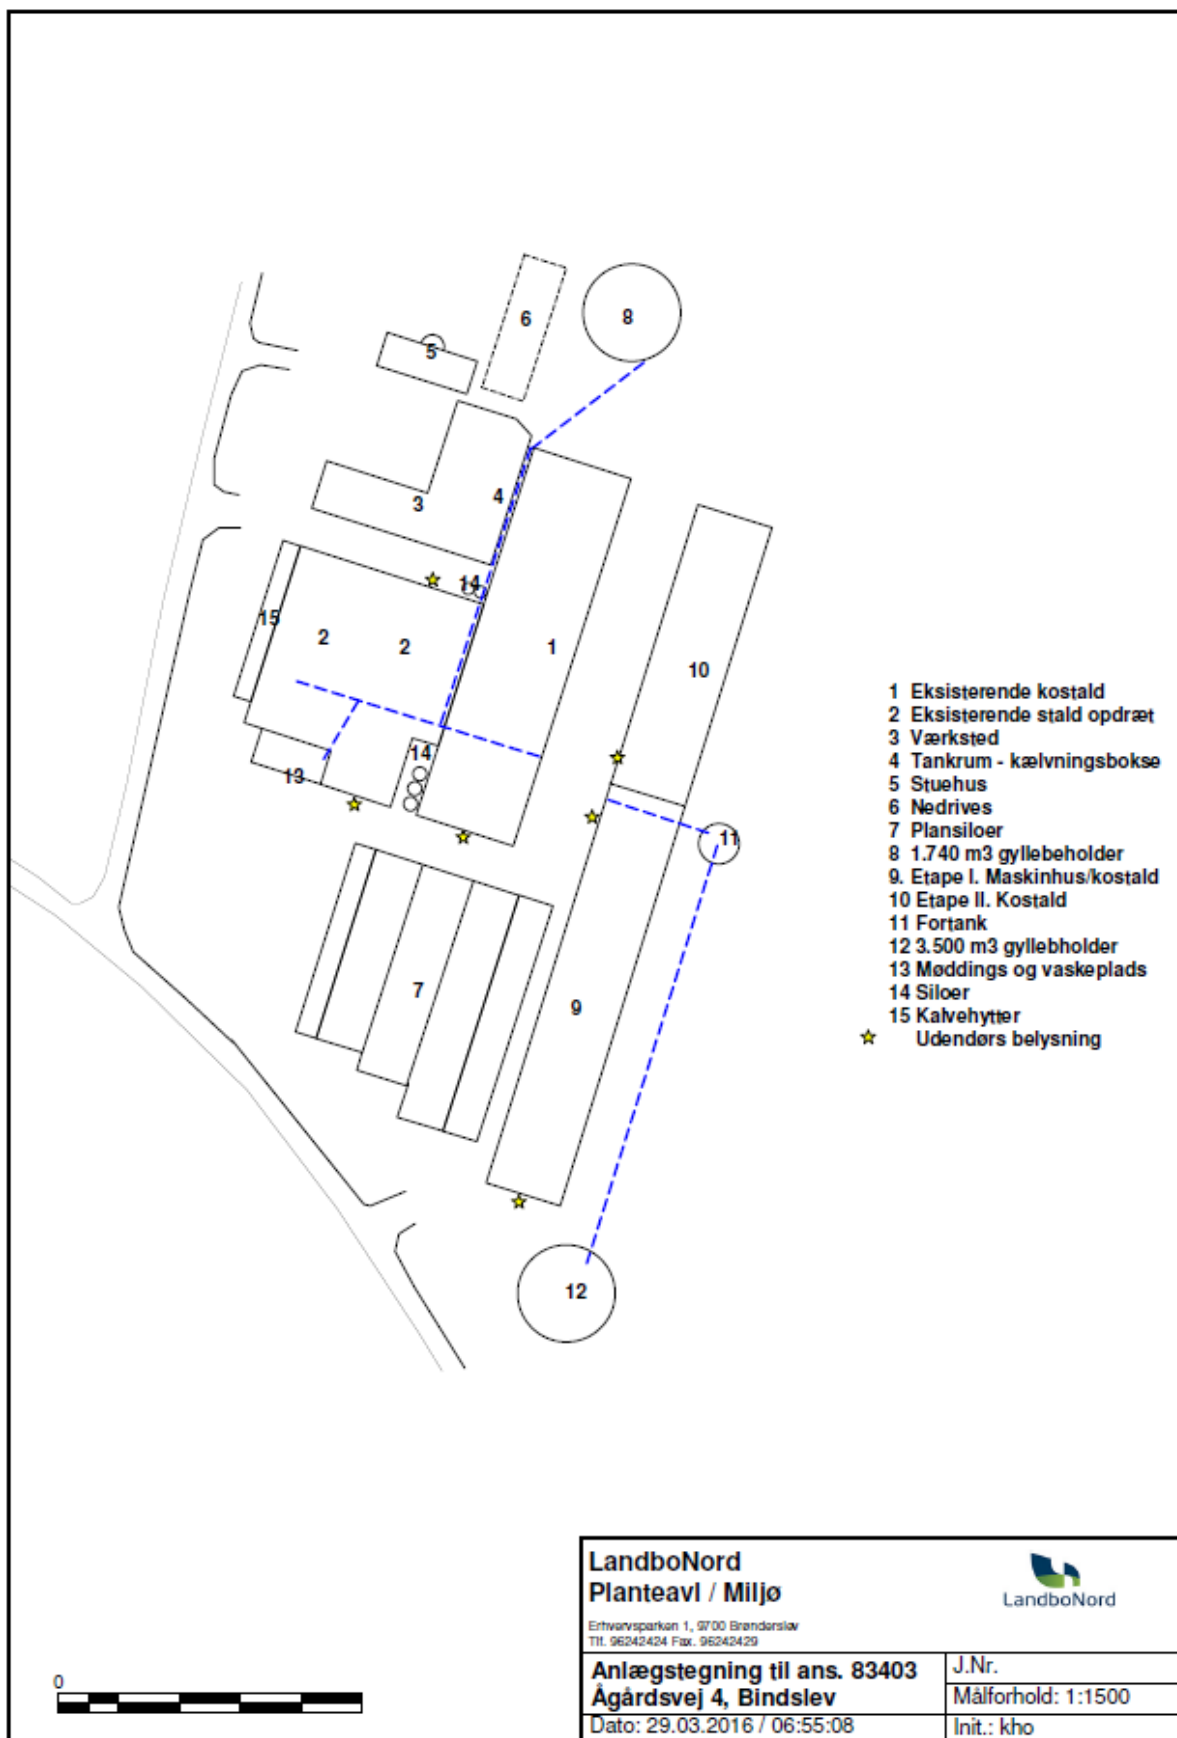 6
8
5
3
4
14
15
2
2
1
10
14
13
11
7
9
12
1 Eksisterende kostald
2 Eksisterende stald opdræt
3 Værksted
4 Tankrum - kælvningsbokse
5 Stuehus
6 Nedrives
7 Plansiloer
8 1.740 m3 gyllebeholder
9. Etape I. Maskinhus/kostald
10 Etape II. Kostald
11 Fortank
12 3.500 m3 gyllebholder
13 Møddings og vaskeplads
14 Siloer
15 Kalvehytter
Udendørs belysning
0
LandboNord
Planteavl / Miljø
LandboNord
Erhvervsparken 1, 9700 Brønderslev
Tlf. 96242424 Fax. 96242429
Anlægstegning til ans. 83403
Ågårdsvej 4, Bindslev
Dato: 29.03.2016 / 06:55:08
J.Nr.
Målforhold: 1:1500
Init.: kho